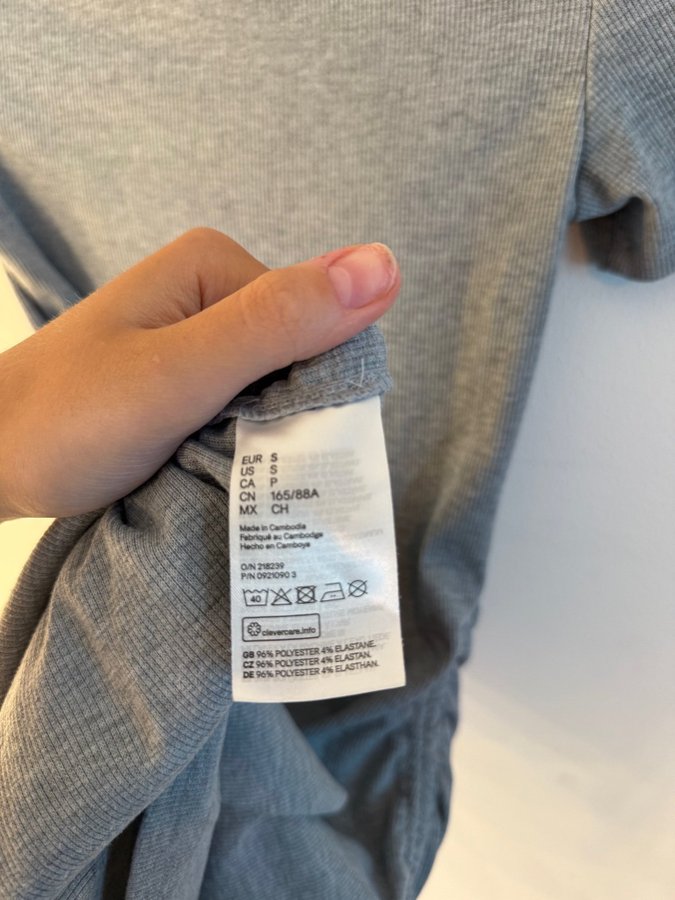 EUR S
US S
CA P
CN 165/88A
MX CH
Made in Cambodia
Fabriqué au Cambodge
Hecho en Camboya
O/N 218239
P/N 0921090 3
40
clevercare.info
GB 96% POLYESTER 4% ELASTANE.
CZ 96% POLYESTER 4% ELASTAN.
DE 96% POLYESTER 4% ELASTHAN.